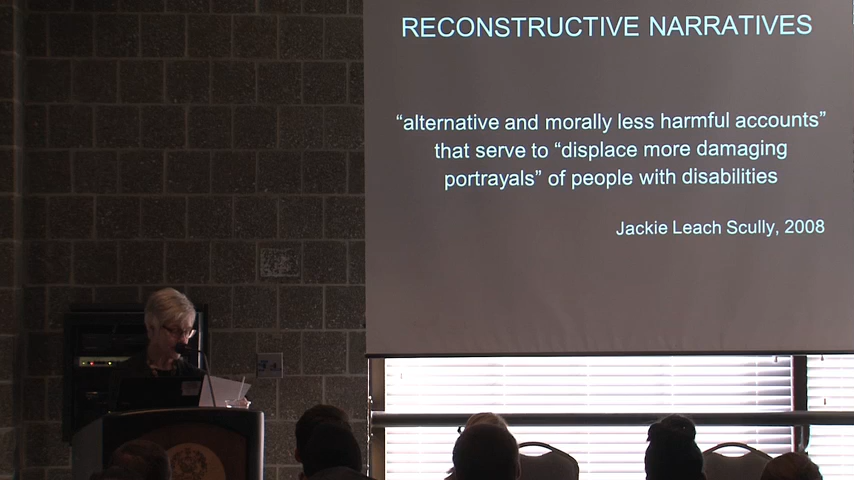 RECONSTRUCTIVE NARRATIVES
“alternative and morally less harmful accounts”
that serve to “displace more damaging
portrayals” of people with disabilities
Jackie Leach Scully, 2008